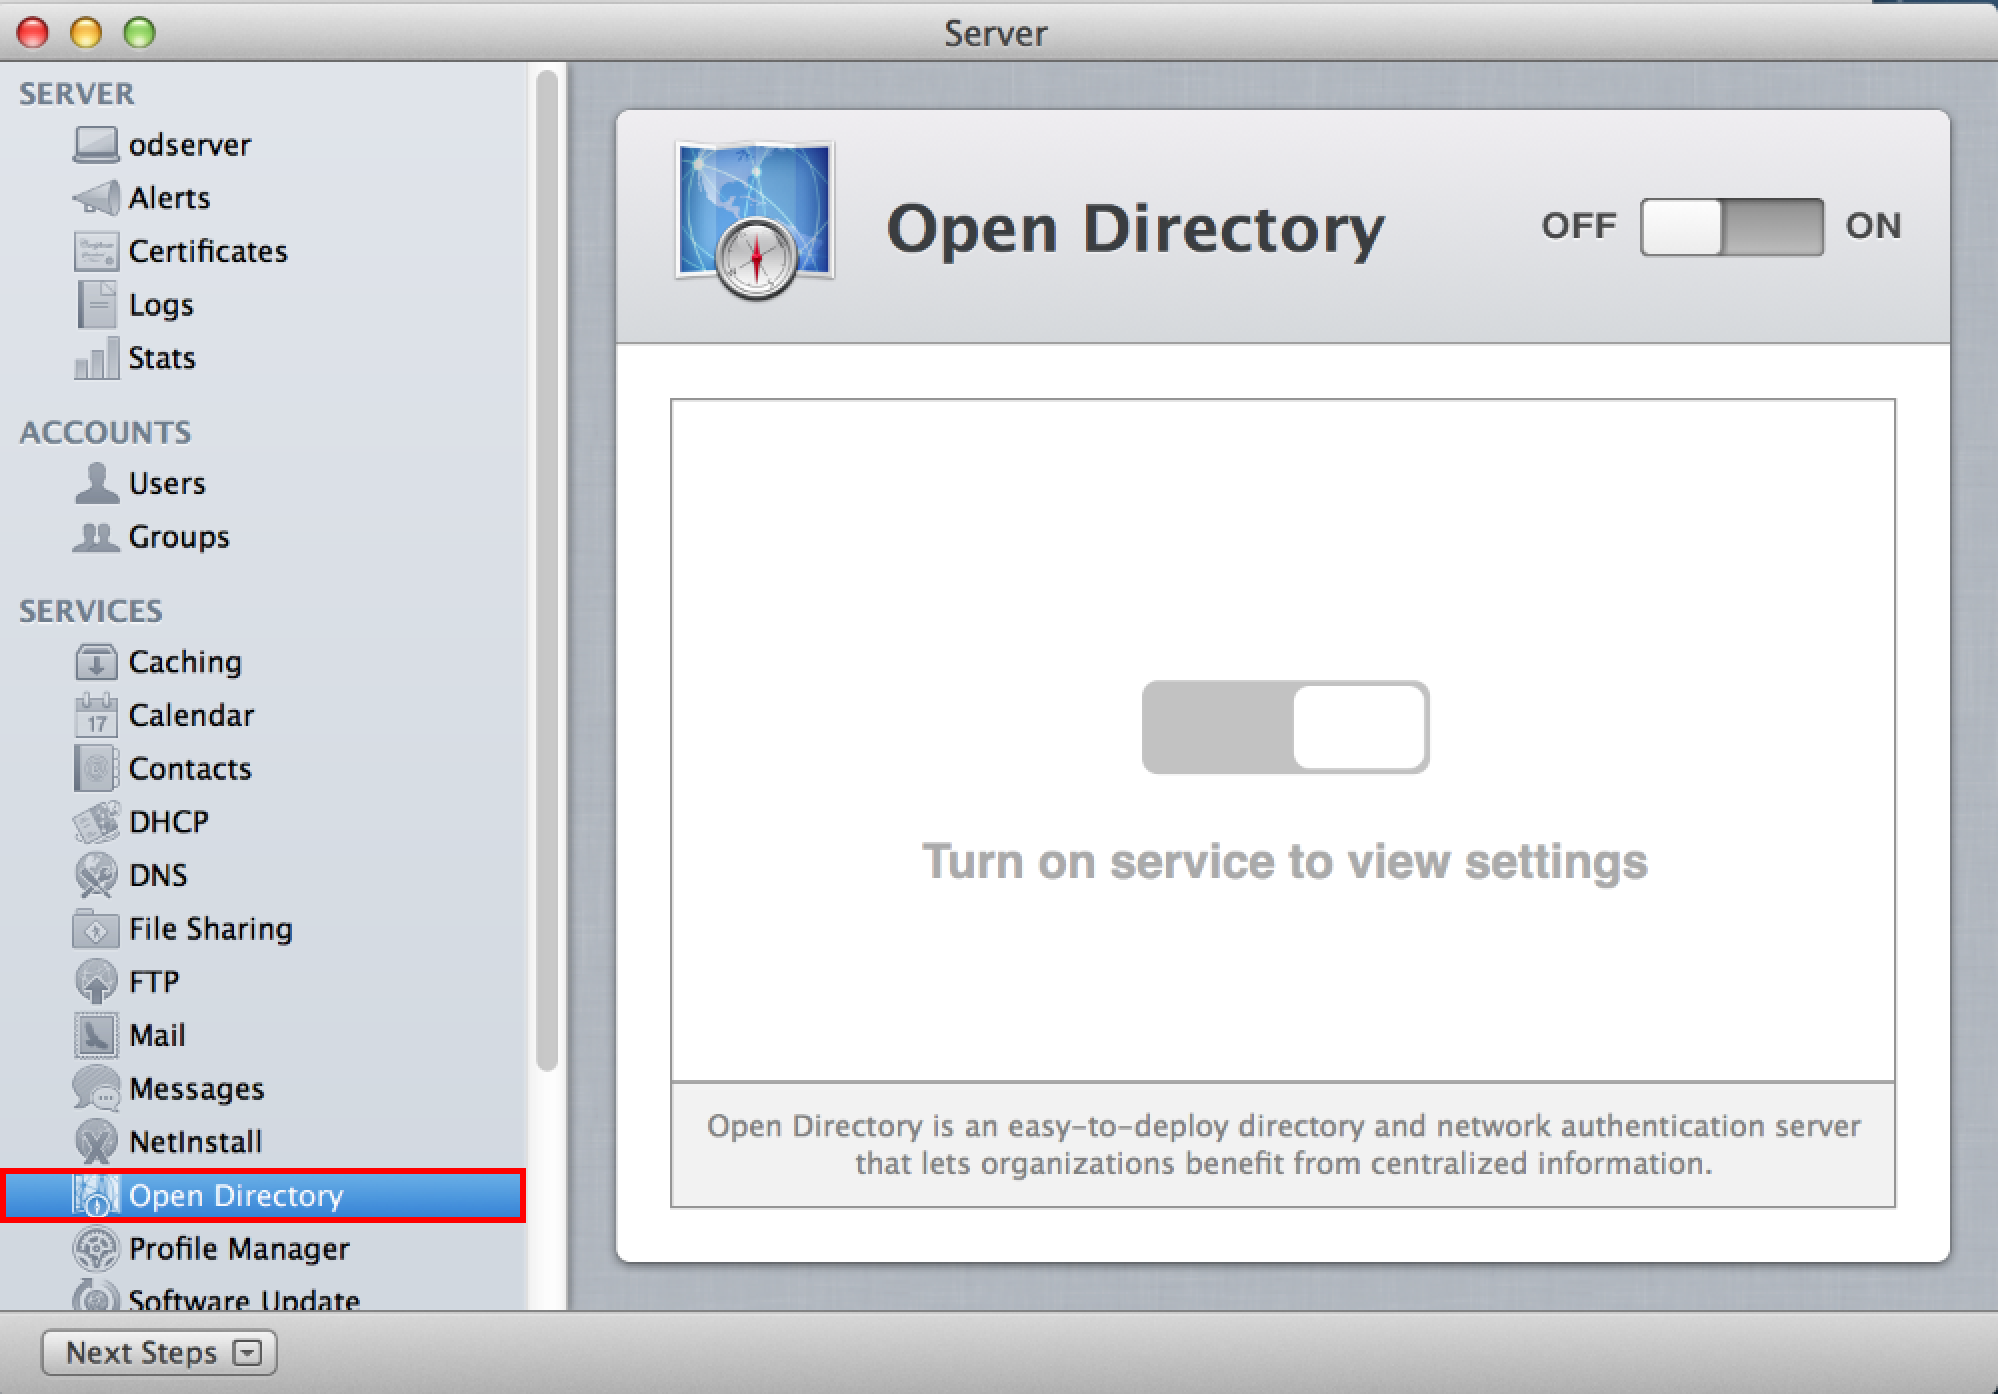 Server
SERVER
odserver
Alerts
Certificates
Logs
Stats
ACCOUNTS
Users
Groups
SERVICES
Caching
17
Calendar
Contacts
DHCP
DNS
File Sharing
FTP
Mail
Messages
NetInstall
Open Directory
Profile Manager
Software Update
Next Steps
Open Directory
OFF
ON
Turn on service to view settings
Open Directory is an easy-to-deploy directory and network authentication server
that lets organizations benefit from centralized information.